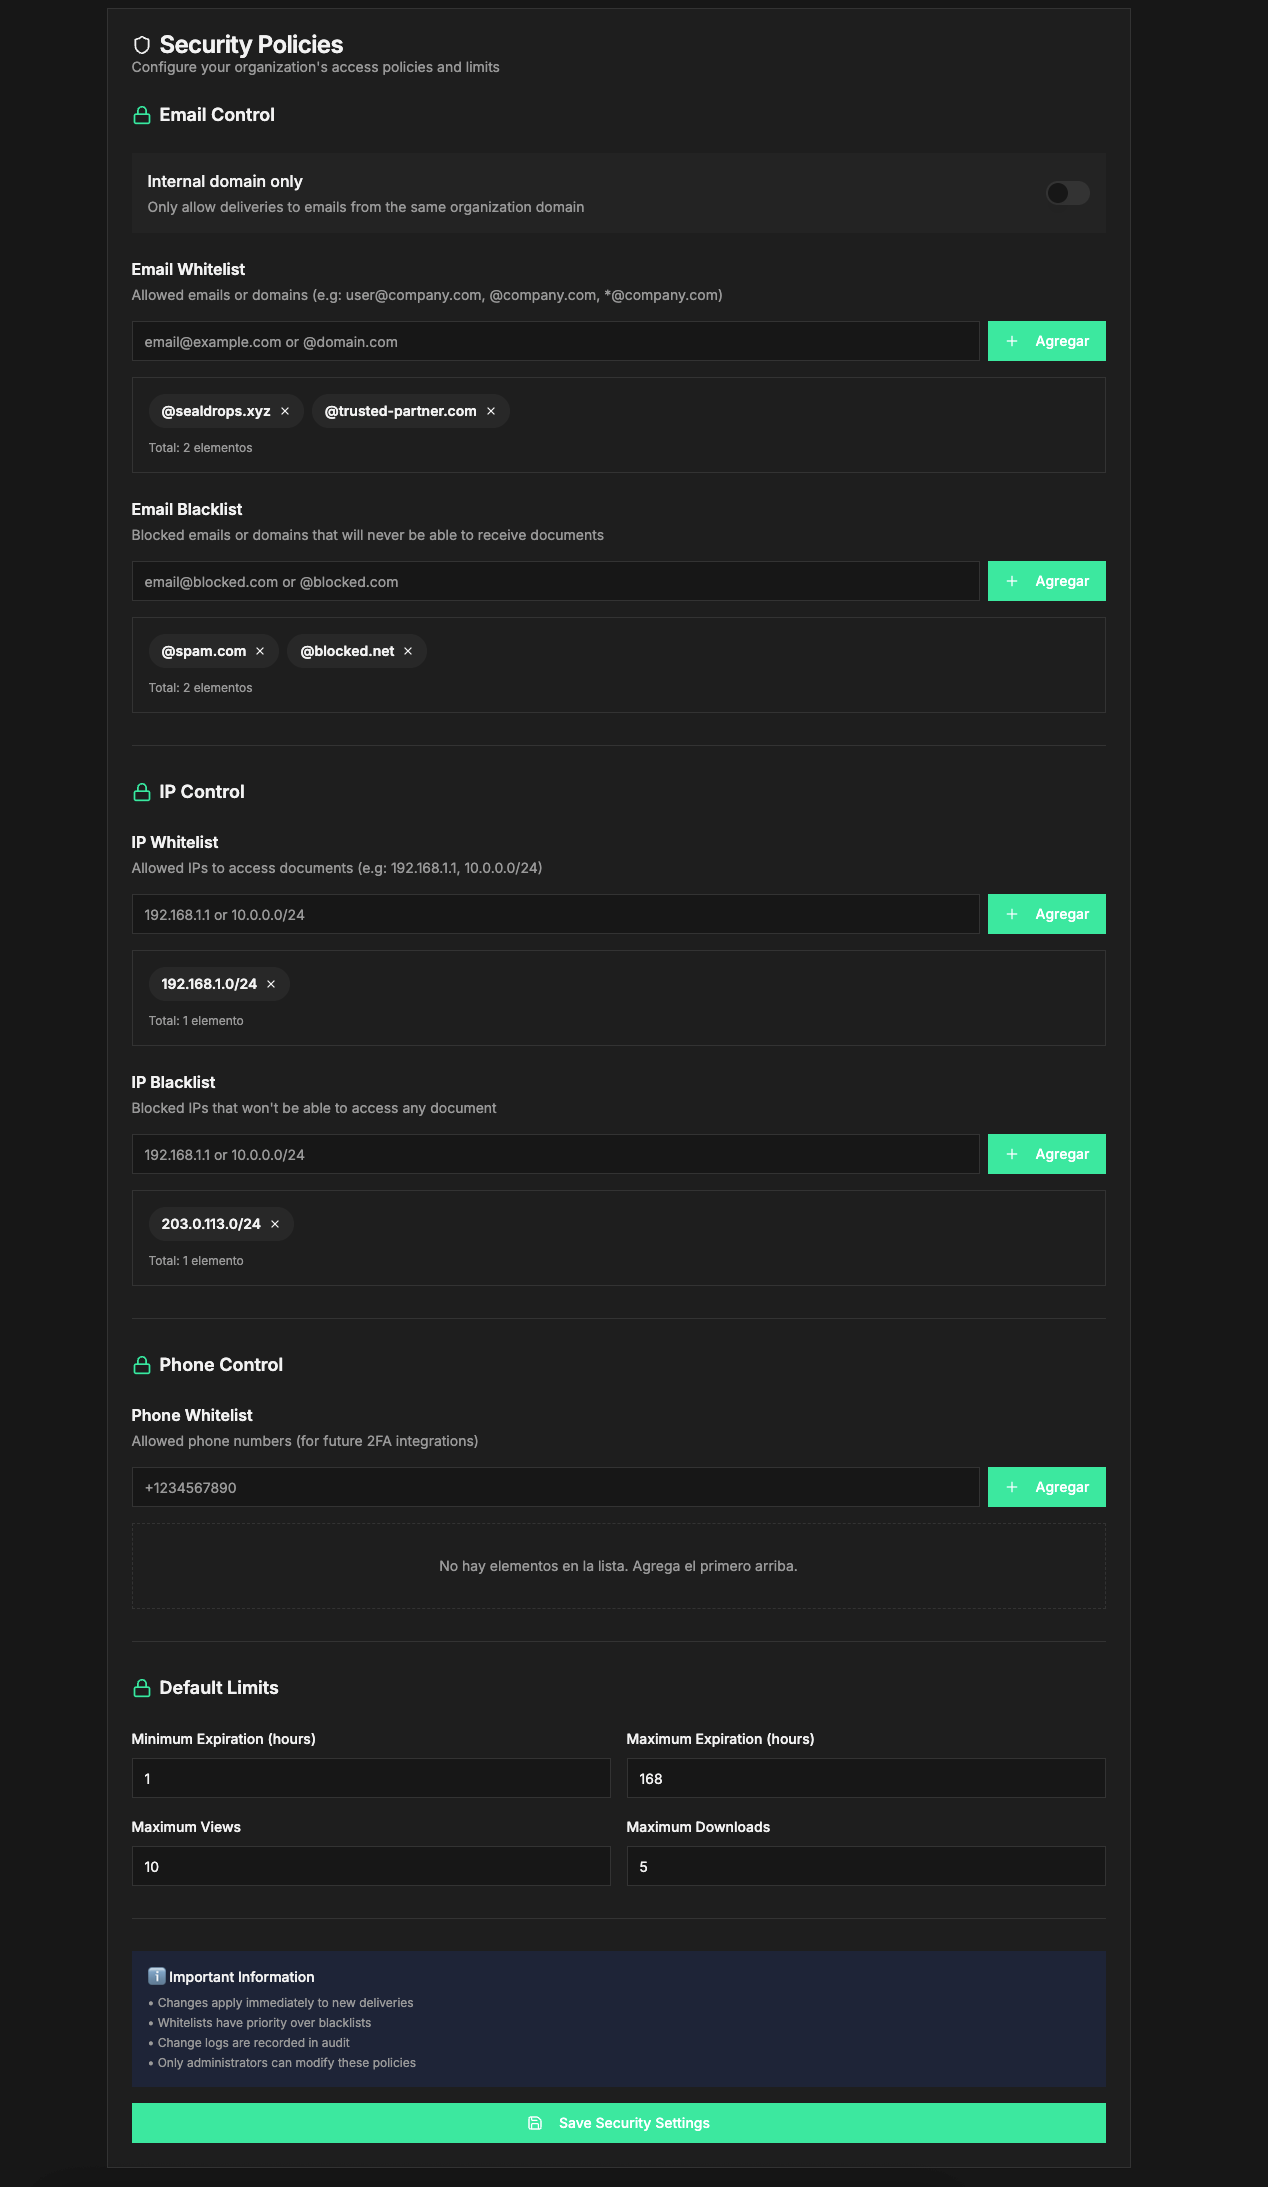 Security Policies
Configure your organization's access policies and limits
Email Control
Internal domain only
Only allow deliveries to emails from the same organization domain
Email Whitelist
Allowed emails or domains (e.g: user@company.com, @company.com, *@company.com)
email@example.com or @domain.com
+ Agregar
@sealdrops.xyz × @trusted-partner.com ×
Total: 2 elementos
Email Blacklist
Blocked emails or domains that will never be able to receive documents
email@blocked.com or @blocked.com
+ Agregar
@spam.com × @blocked.net ×
Total: 2 elementos
IP Control
IP Whitelist
Allowed IPs to access documents (e.g: 192.168.1.1, 10.0.0.0/24)
192.168.1.1 or 10.0.0.0/24
+ Agregar
192.168.1.0/24 ×
Total: 1 elemento
IP Blacklist
Blocked IPs that won't be able to access any document
192.168.1.1 or 10.0.0.0/24
+ Agregar
203.0.113.0/24 ×
Total: 1 elemento
Phone Control
Phone Whitelist
Allowed phone numbers (for future 2FA integrations)
+1234567890
+ Agregar
No hay elementos en la lista. Agrega el primero arriba.
Default Limits
Minimum Expiration (hours)
1
Maximum Expiration (hours)
168
Maximum Views
10
Maximum Downloads
5
ℹ️ Important Information
• Changes apply immediately to new deliveries
• Whitelists have priority over blacklists
• Change logs are recorded in audit
• Only administrators can modify these policies
Save Security Settings